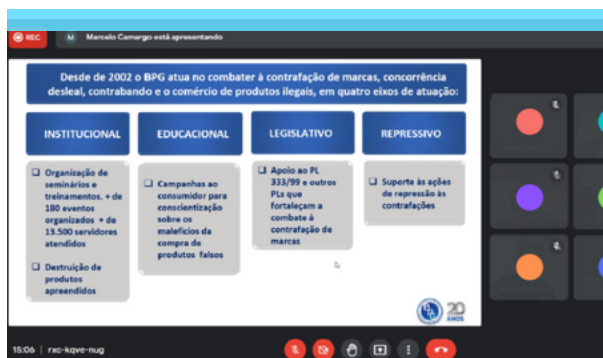 REC
M Marcelo Camargo está apresentando
Desde de 2002 o BPG atua no combater à contrafação de marcas, concorrência
desleal, contrabando e o comércio de produtos ilegais, em quatro eixos de atuação:
INSTITUCIONAL
❑ Organização de
seminários e
treinamentos. + de
180 eventos
organizados + de
13.500 servidores
atendidos
❑ Destruição de
produtos
apreendidos
EDUCACIONAL
❑ Campanhas ao
consumidor para
conscientização
sobre os
malefícios da
compra de
produtos falsos
LEGISLATIVO
❑ Apoio ao PL
333/99 e outros
PLs que
fortaleçam a
combate à
contrafação de
marcas
REPRESSIVO
❑ Suporte às ações
de repressão às
contrafações
20
ANOS
15:06 | rxc-kqve-nug